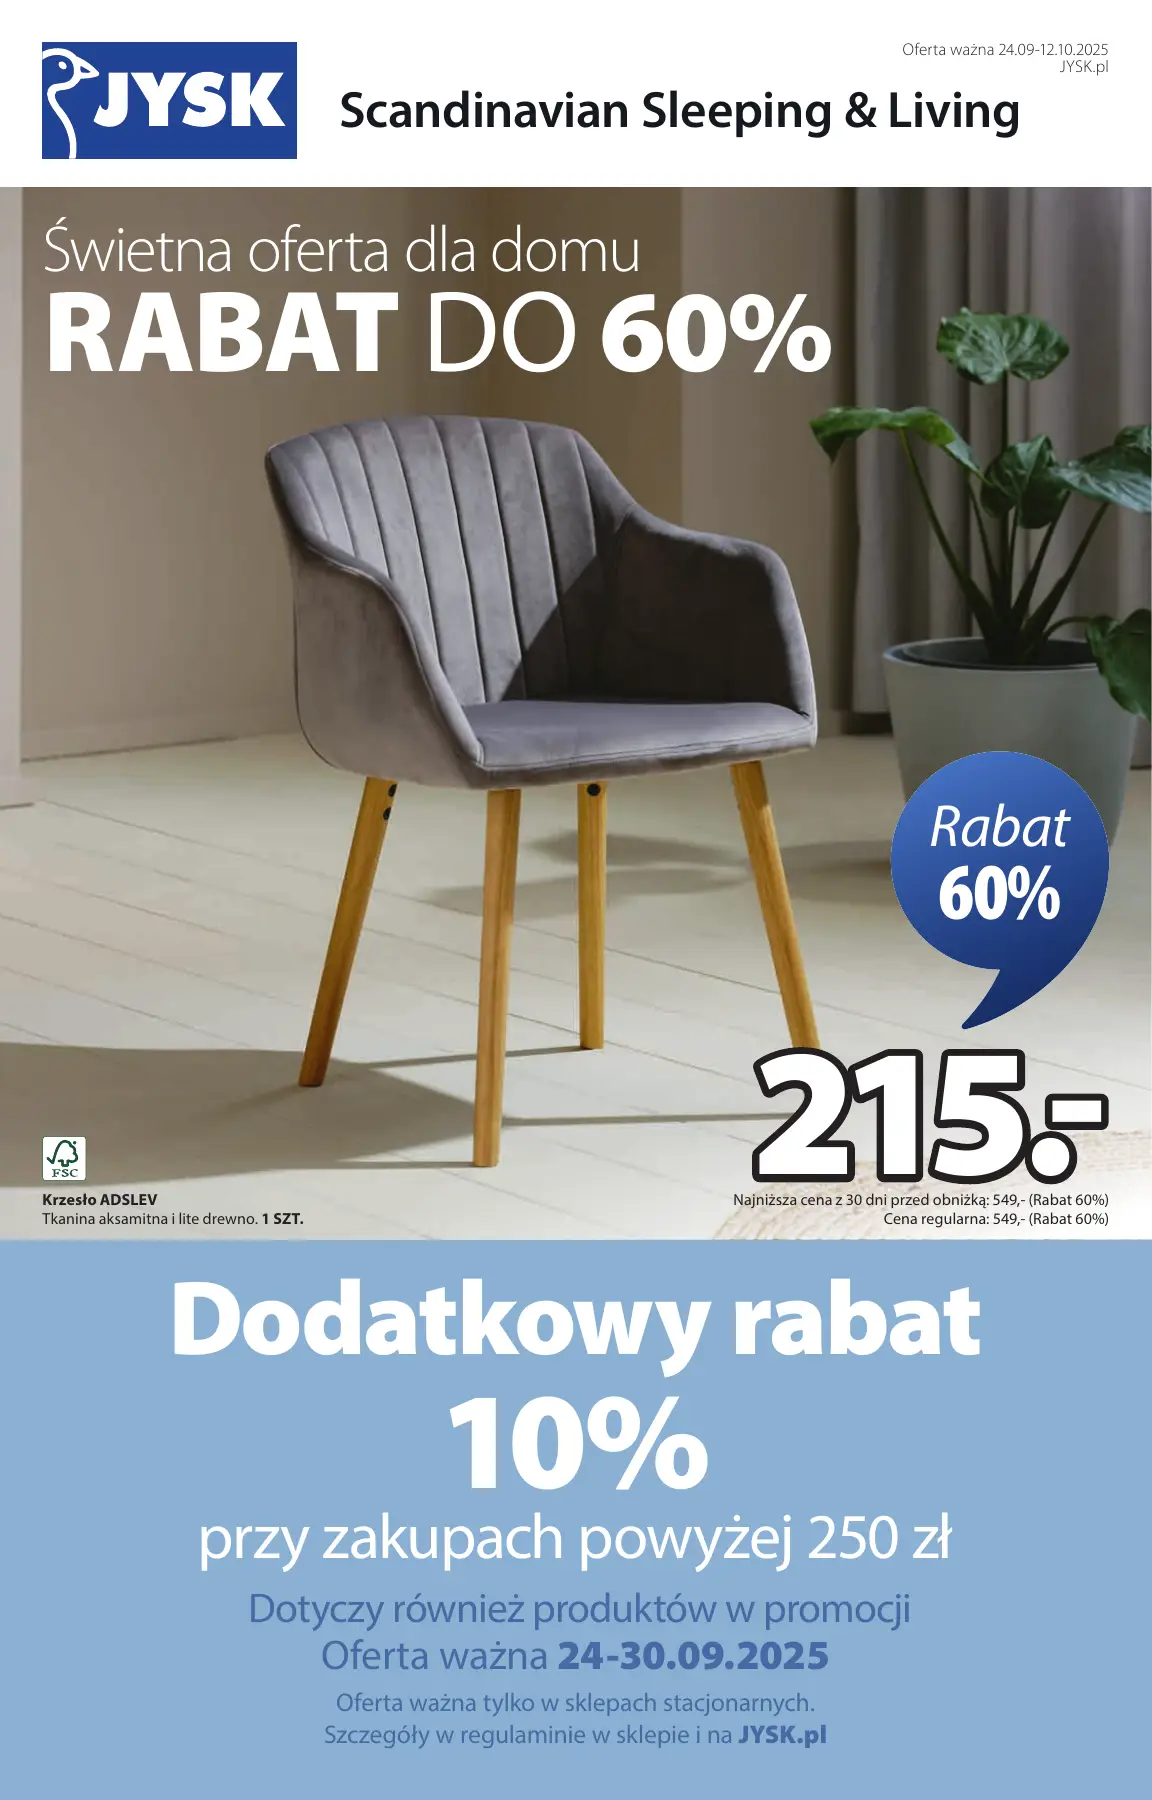 JYSK
Oferta ważna 24.09-12.10.2025
JYSK.pl
Scandinavian Sleeping & Living
Świetna oferta dla domu
RABAT DO 60%
Rabat
60%
215.-
FSC
Krzesło ADSLEV
Tkanina aksamitna i lite drewno. 1 SZT.
Najniższa cena z 30 dni przed obniżką: 549,- (Rabat 60%)
Cena regularna: 549,- (Rabat 60%)
Dodatkowy rabat
10%
przy zakupach powyżej 250 zł
Dotyczy również produktów w promocji
Oferta ważna 24-30.09.2025
Oferta ważna tylko w sklepach stacjonarnych.
Szczegóły w regulaminie w sklepie i na JYSK.pl